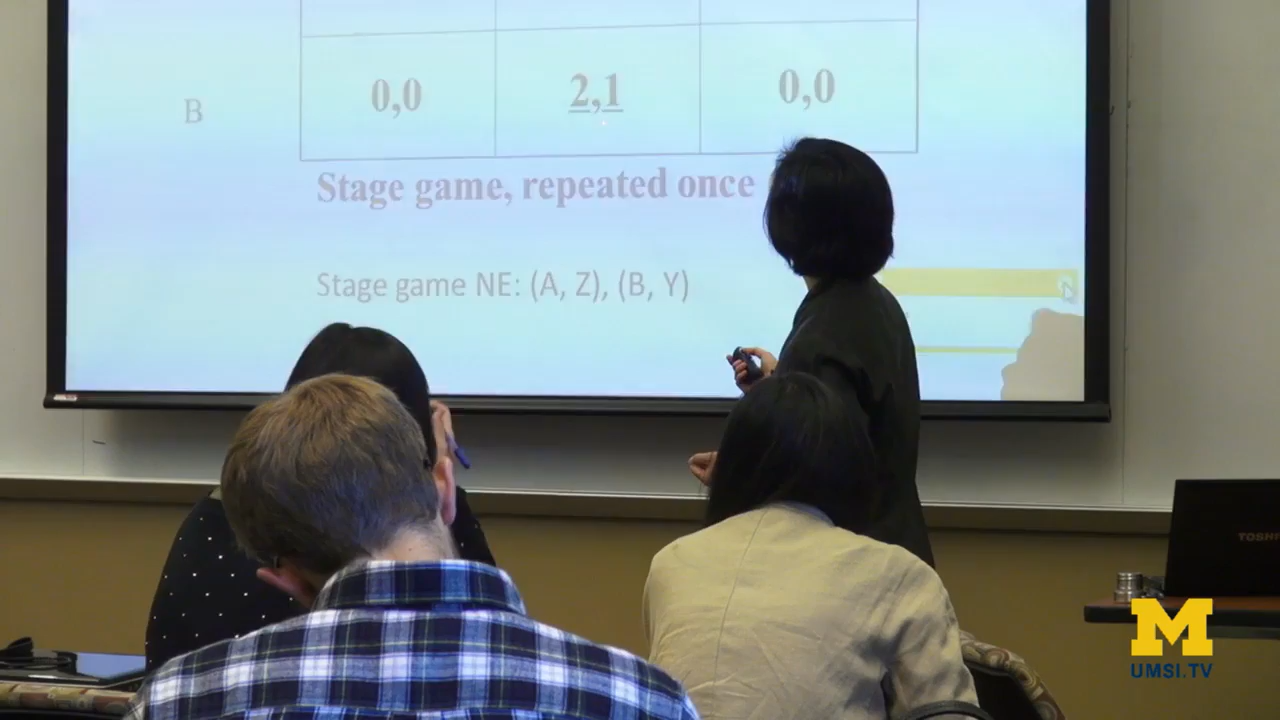 B 0,0 2,1 0,0
Stage game, repeated once
Stage game NE: (A, Z), (B, Y)
M
UMSI.TV